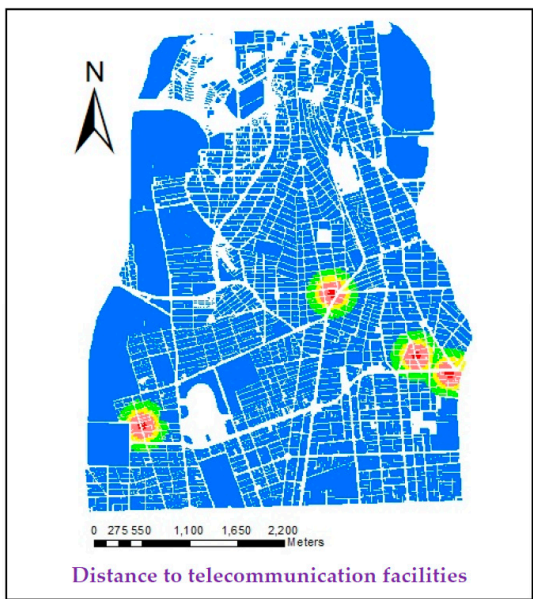 N
0 275 550 1,100 1,650 2,200
Meters
Distance to telecommunication facilities